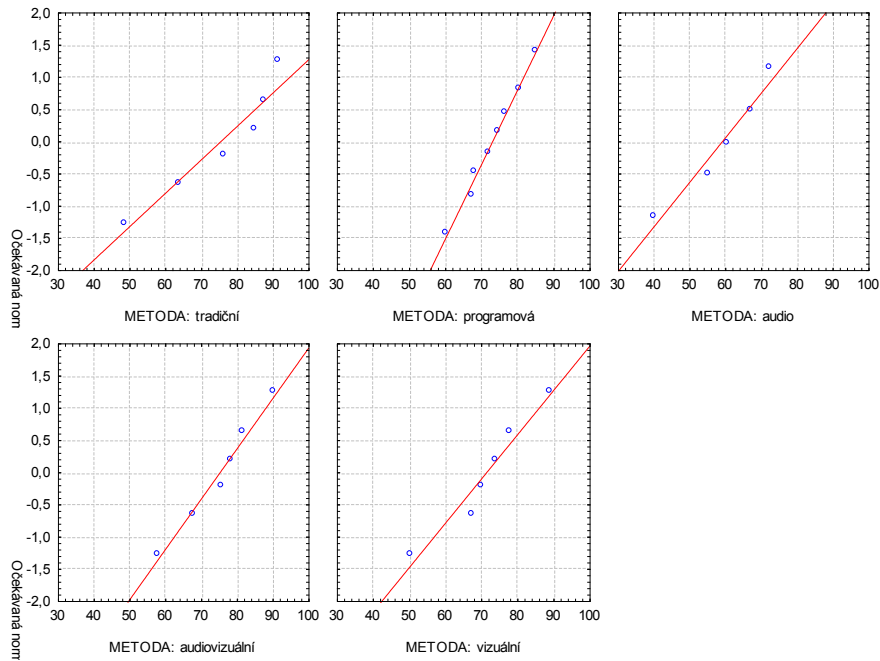 2,0
1,5
1,0
0,5
0,0
-0,5
-1,0
-1,5
-2,0
Očekávaná norm
30 40 50 60 70 80 90 100
30 40 50 60 70 80 90 100
30 40 50 60 70 80 90 100
METODA: tradiční
METODA: programová
METODA: audio
2,0
1,5
1,0
0,5
0,0
-0,5
-1,0
-1,5
-2,0
Očekávaná norm
30 40 50 60 70 80 90 100
30 40 50 60 70 80 90 100
METODA: audiovizuální
METODA: vizuální